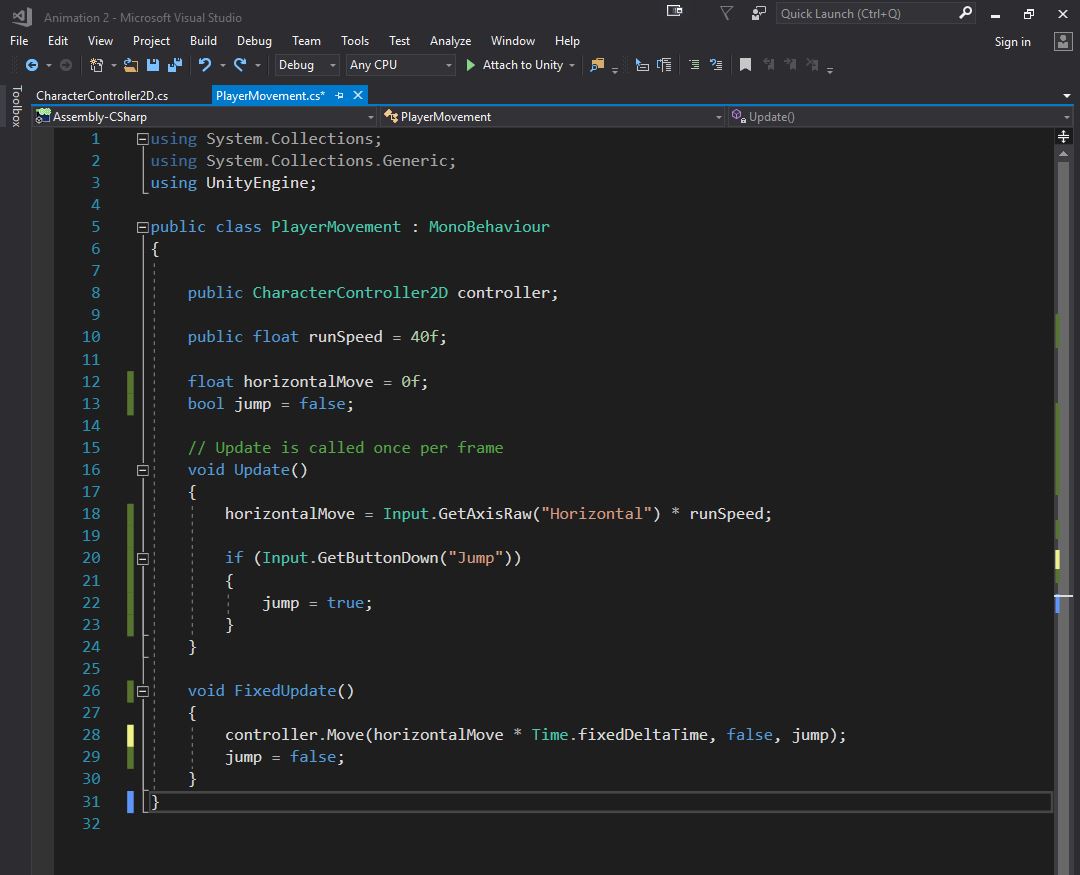 Animation 2 - Microsoft Visual Studio
Quick Launch (Ctrl+Q)
File Edit View Project Build Debug Team Tools Test Analyze Window Help
Sign in
Debug Any CPU Attach to Unity
Toolbox
CharacterController2D.cs PlayerMovement.cs*
Assembly-CSharp PlayerMovement Update()
1 using System.Collections;
2 using System.Collections.Generic;
3 using UnityEngine;
4
5 public class PlayerMovement : MonoBehaviour
6 {
7
8 public CharacterController2D controller;
9
10 public float runSpeed = 40f;
11
12 float horizontalMove = 0f;
13 bool jump = false;
14
15 // Update is called once per frame
16 void Update()
17 {
18 horizontalMove = Input.GetAxisRaw("Horizontal") * runSpeed;
19
20 if (Input.GetButtonDown("Jump"))
21 {
22 jump = true;
23 }
24 }
25
26 void FixedUpdate()
27 {
28 controller.Move(horizontalMove * Time.fixedDeltaTime, false, jump);
29 jump = false;
30 }
31 }
32